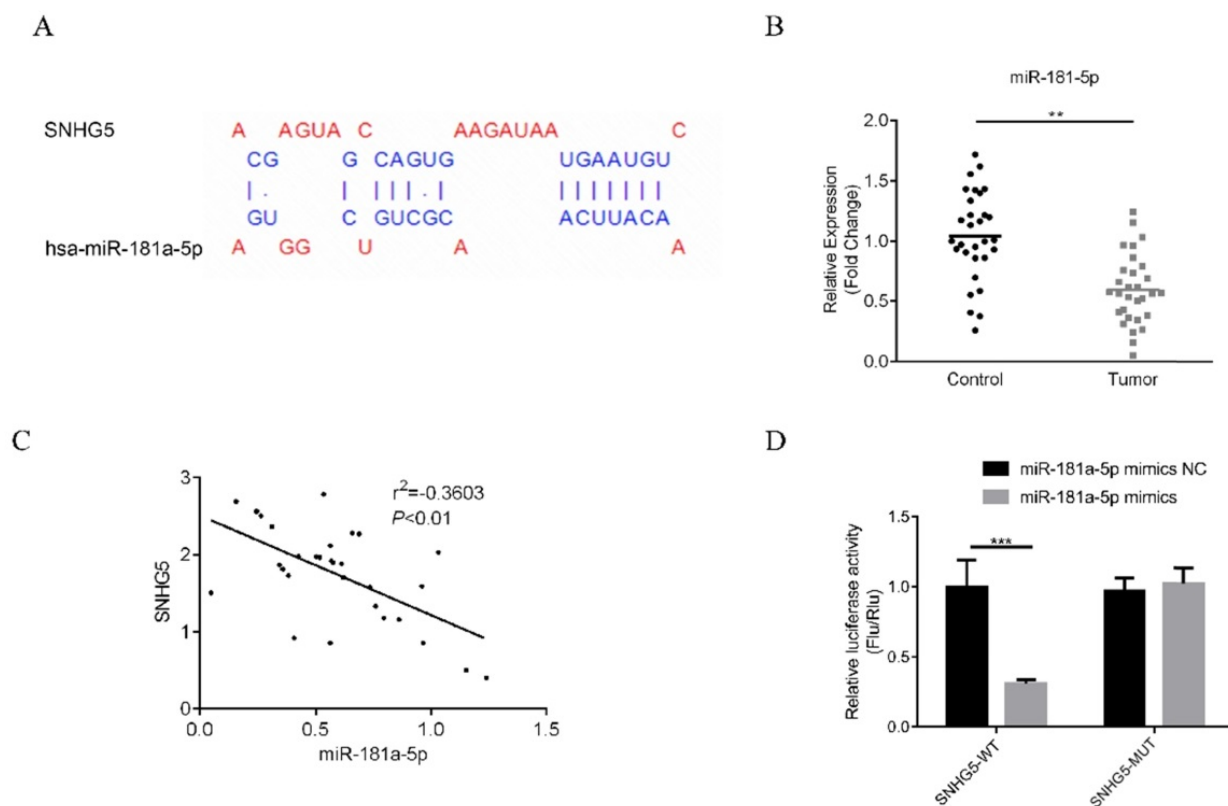 A
SNHG5
A AGUA C AAGAUAA C
CG G CAGUG UGAAUGU
| . | | | | . | | | | | | | |
GU C GUCGC ACUUACA
hsa-miR-181a-5p
A GG U A A
B
miR-181-5p
**
2.0
1.5
1.0
0.5
0.0
Relative Expression
(Fold Change)
Control Tumor
C
r²=-0.3603
P<0.01
3
2
1
0
SNHG5
0.0 0.5 1.0 1.5
miR-181a-5p
D
miR-181a-5p mimics NC
miR-181a-5p mimics
***
1.5
1.0
0.5
0.0
Relative luciferase activity
(Flu/Rlu)
SNHG5-WT
SNHG5-MUT